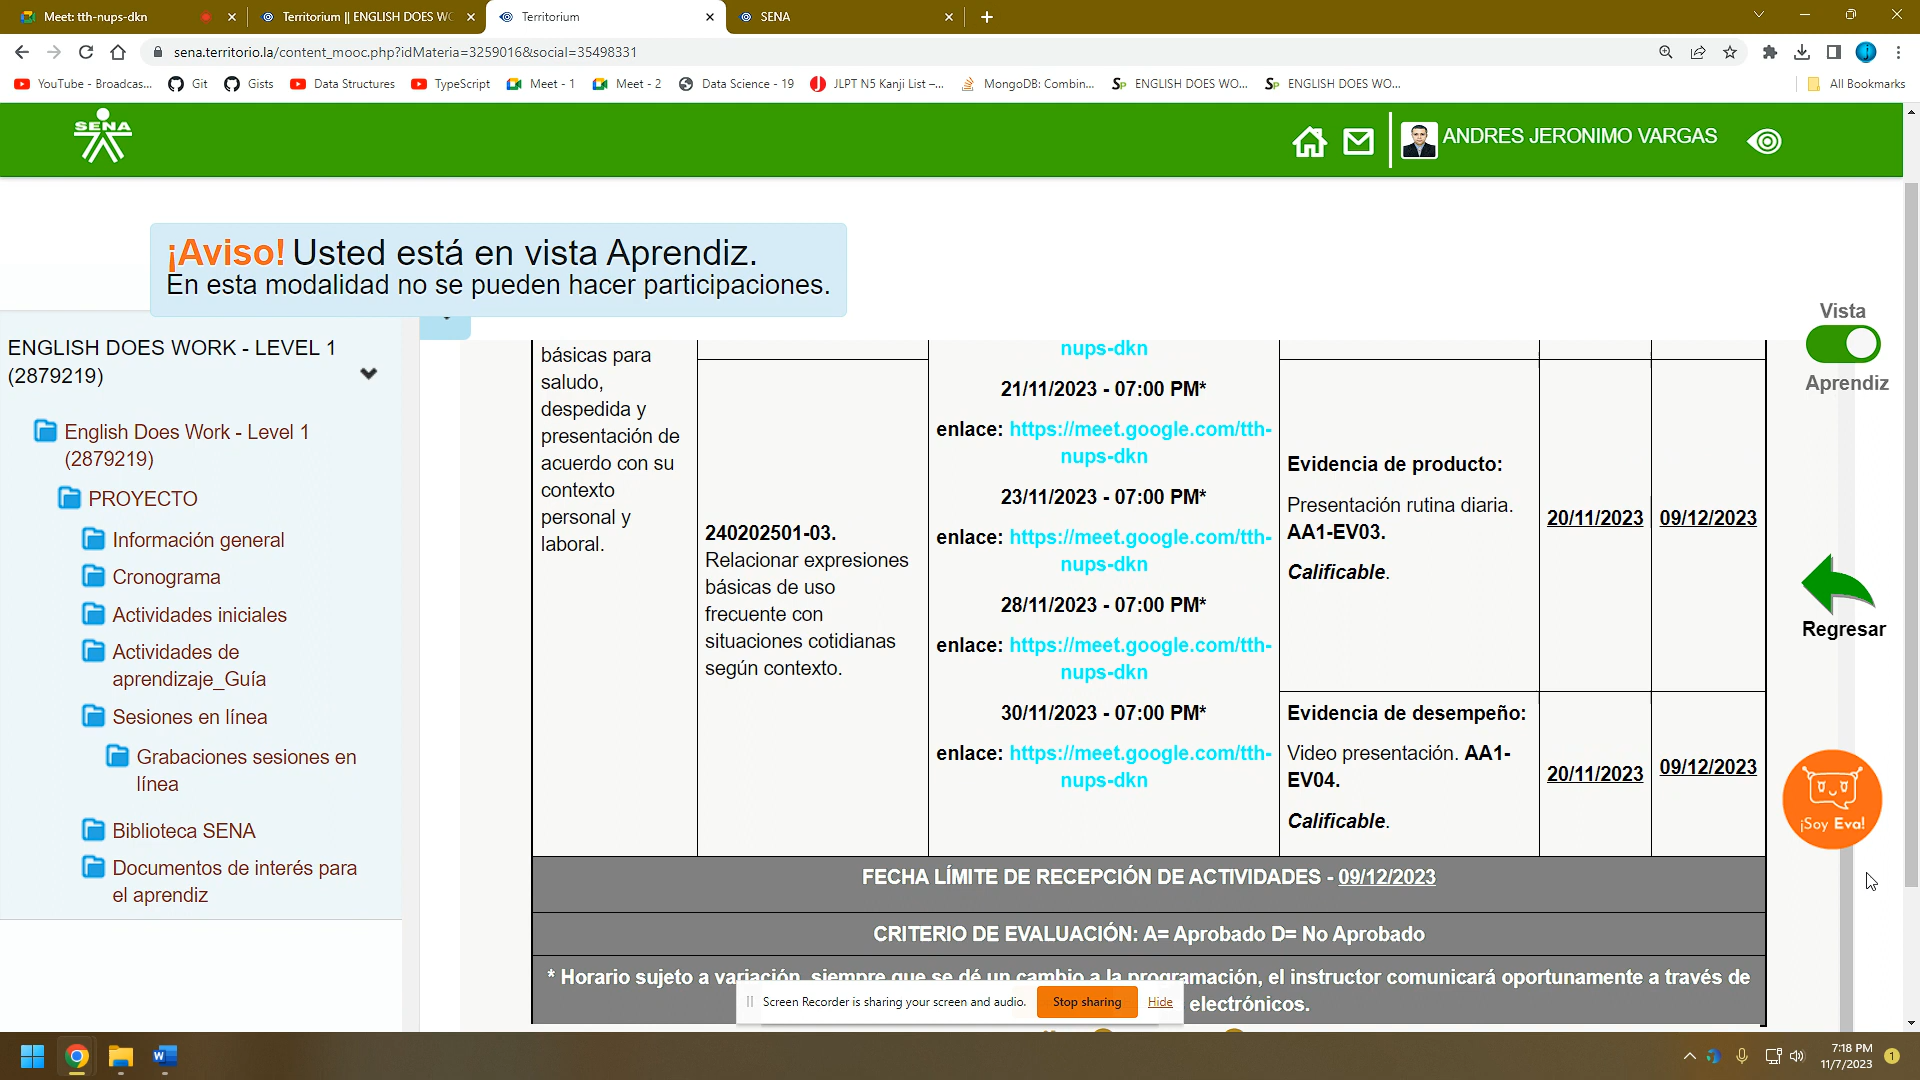 Meet: tth-nups-dkn
Territorium || ENGLISH DOES WO
Territorium
SENA
sena.territorio.la/content_mooc.php?idMateria=3259016&social=35498331
YouTube - Broadcas...
Git
Gists
Data Structures
TypeScript
Meet - 1
Meet - 2
Data Science - 19
JLPT N5 Kanji List –...
MongoDB: Combin...
ENGLISH DOES WO...
ENGLISH DOES WO...
All Bookmarks
SENA
ANDRES JERONIMO VARGAS
¡Aviso! Usted está en vista Aprendiz.
En esta modalidad no se pueden hacer participaciones.
Vista
Aprendiz
Regresar
¡Soy Eva!
ENGLISH DOES WORK - LEVEL 1
(2879219)
English Does Work - Level 1
(2879219)
PROYECTO
Información general
Cronograma
Actividades iniciales
Actividades de
aprendizaje_Guía
Sesiones en línea
Grabaciones sesiones en
línea
Biblioteca SENA
Documentos de interés para
el aprendiz
básicas para
saludo,
despedida y
presentación de
acuerdo con su
contexto
personal y
laboral.
240202501-03.
Relacionar expresiones
básicas de uso
frecuente con
situaciones cotidianas
según contexto.
nups-dkn
21/11/2023 - 07:00 PM*
enlace: https://meet.google.com/tth-
nups-dkn
23/11/2023 - 07:00 PM*
enlace: https://meet.google.com/tth-
nups-dkn
28/11/2023 - 07:00 PM*
enlace: https://meet.google.com/tth-
nups-dkn
30/11/2023 - 07:00 PM*
enlace: https://meet.google.com/tth-
nups-dkn
Evidencia de producto:
Presentación rutina diaria.
AA1-EV03.
Calificable.
20/11/2023
09/12/2023
Evidencia de desempeño:
Video presentación. AA1-
EV04.
Calificable.
20/11/2023
09/12/2023
FECHA LÍMITE DE RECEPCIÓN DE ACTIVIDADES - 09/12/2023
CRITERIO DE EVALUACIÓN: A= Aprobado D= No Aprobado
* Horario sujeto a variación, siempre que se dé un cambio a la programación, el instructor comunicará oportunamente a través de
electrónicos.
Screen Recorder is sharing your screen and audio.
Stop sharing
Hide
7:18 PM
11/7/2023
1